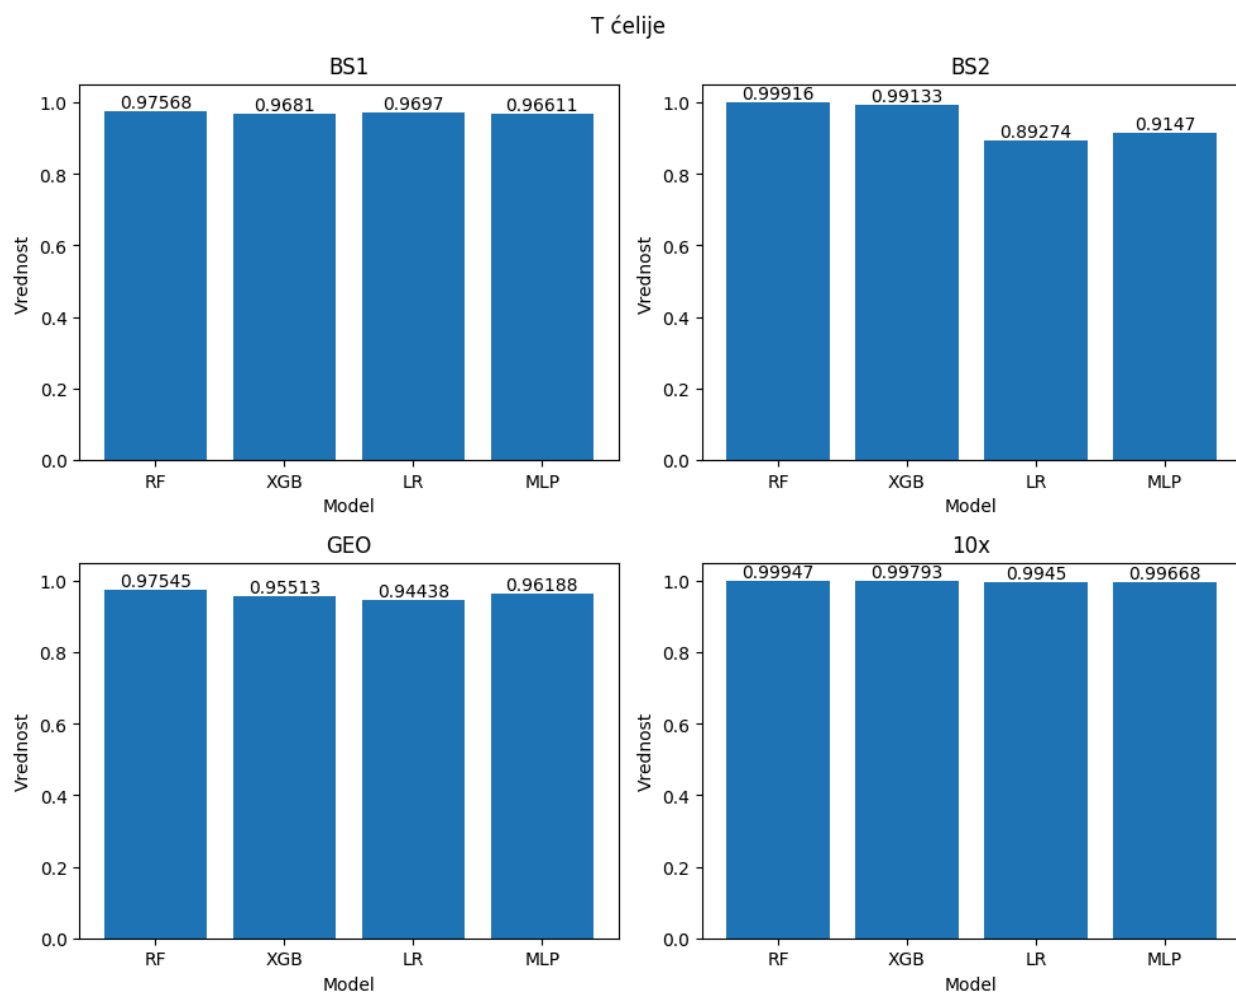 T ćelije
BS1
0.97568 0.9681 0.9697 0.96611
1.0
0.8
0.6
0.4
0.2
0.0
Vrednost
RF XGB LR MLP
Model
BS2
0.99916 0.99133 0.89274 0.9147
1.0
0.8
0.6
0.4
0.2
0.0
Vrednost
RF XGB LR MLP
Model
GEO
0.97545 0.95513 0.94438 0.96188
1.0
0.8
0.6
0.4
0.2
0.0
Vrednost
RF XGB LR MLP
Model
10x
0.99947 0.99793 0.9945 0.99668
1.0
0.8
0.6
0.4
0.2
0.0
Vrednost
RF XGB LR MLP
Model